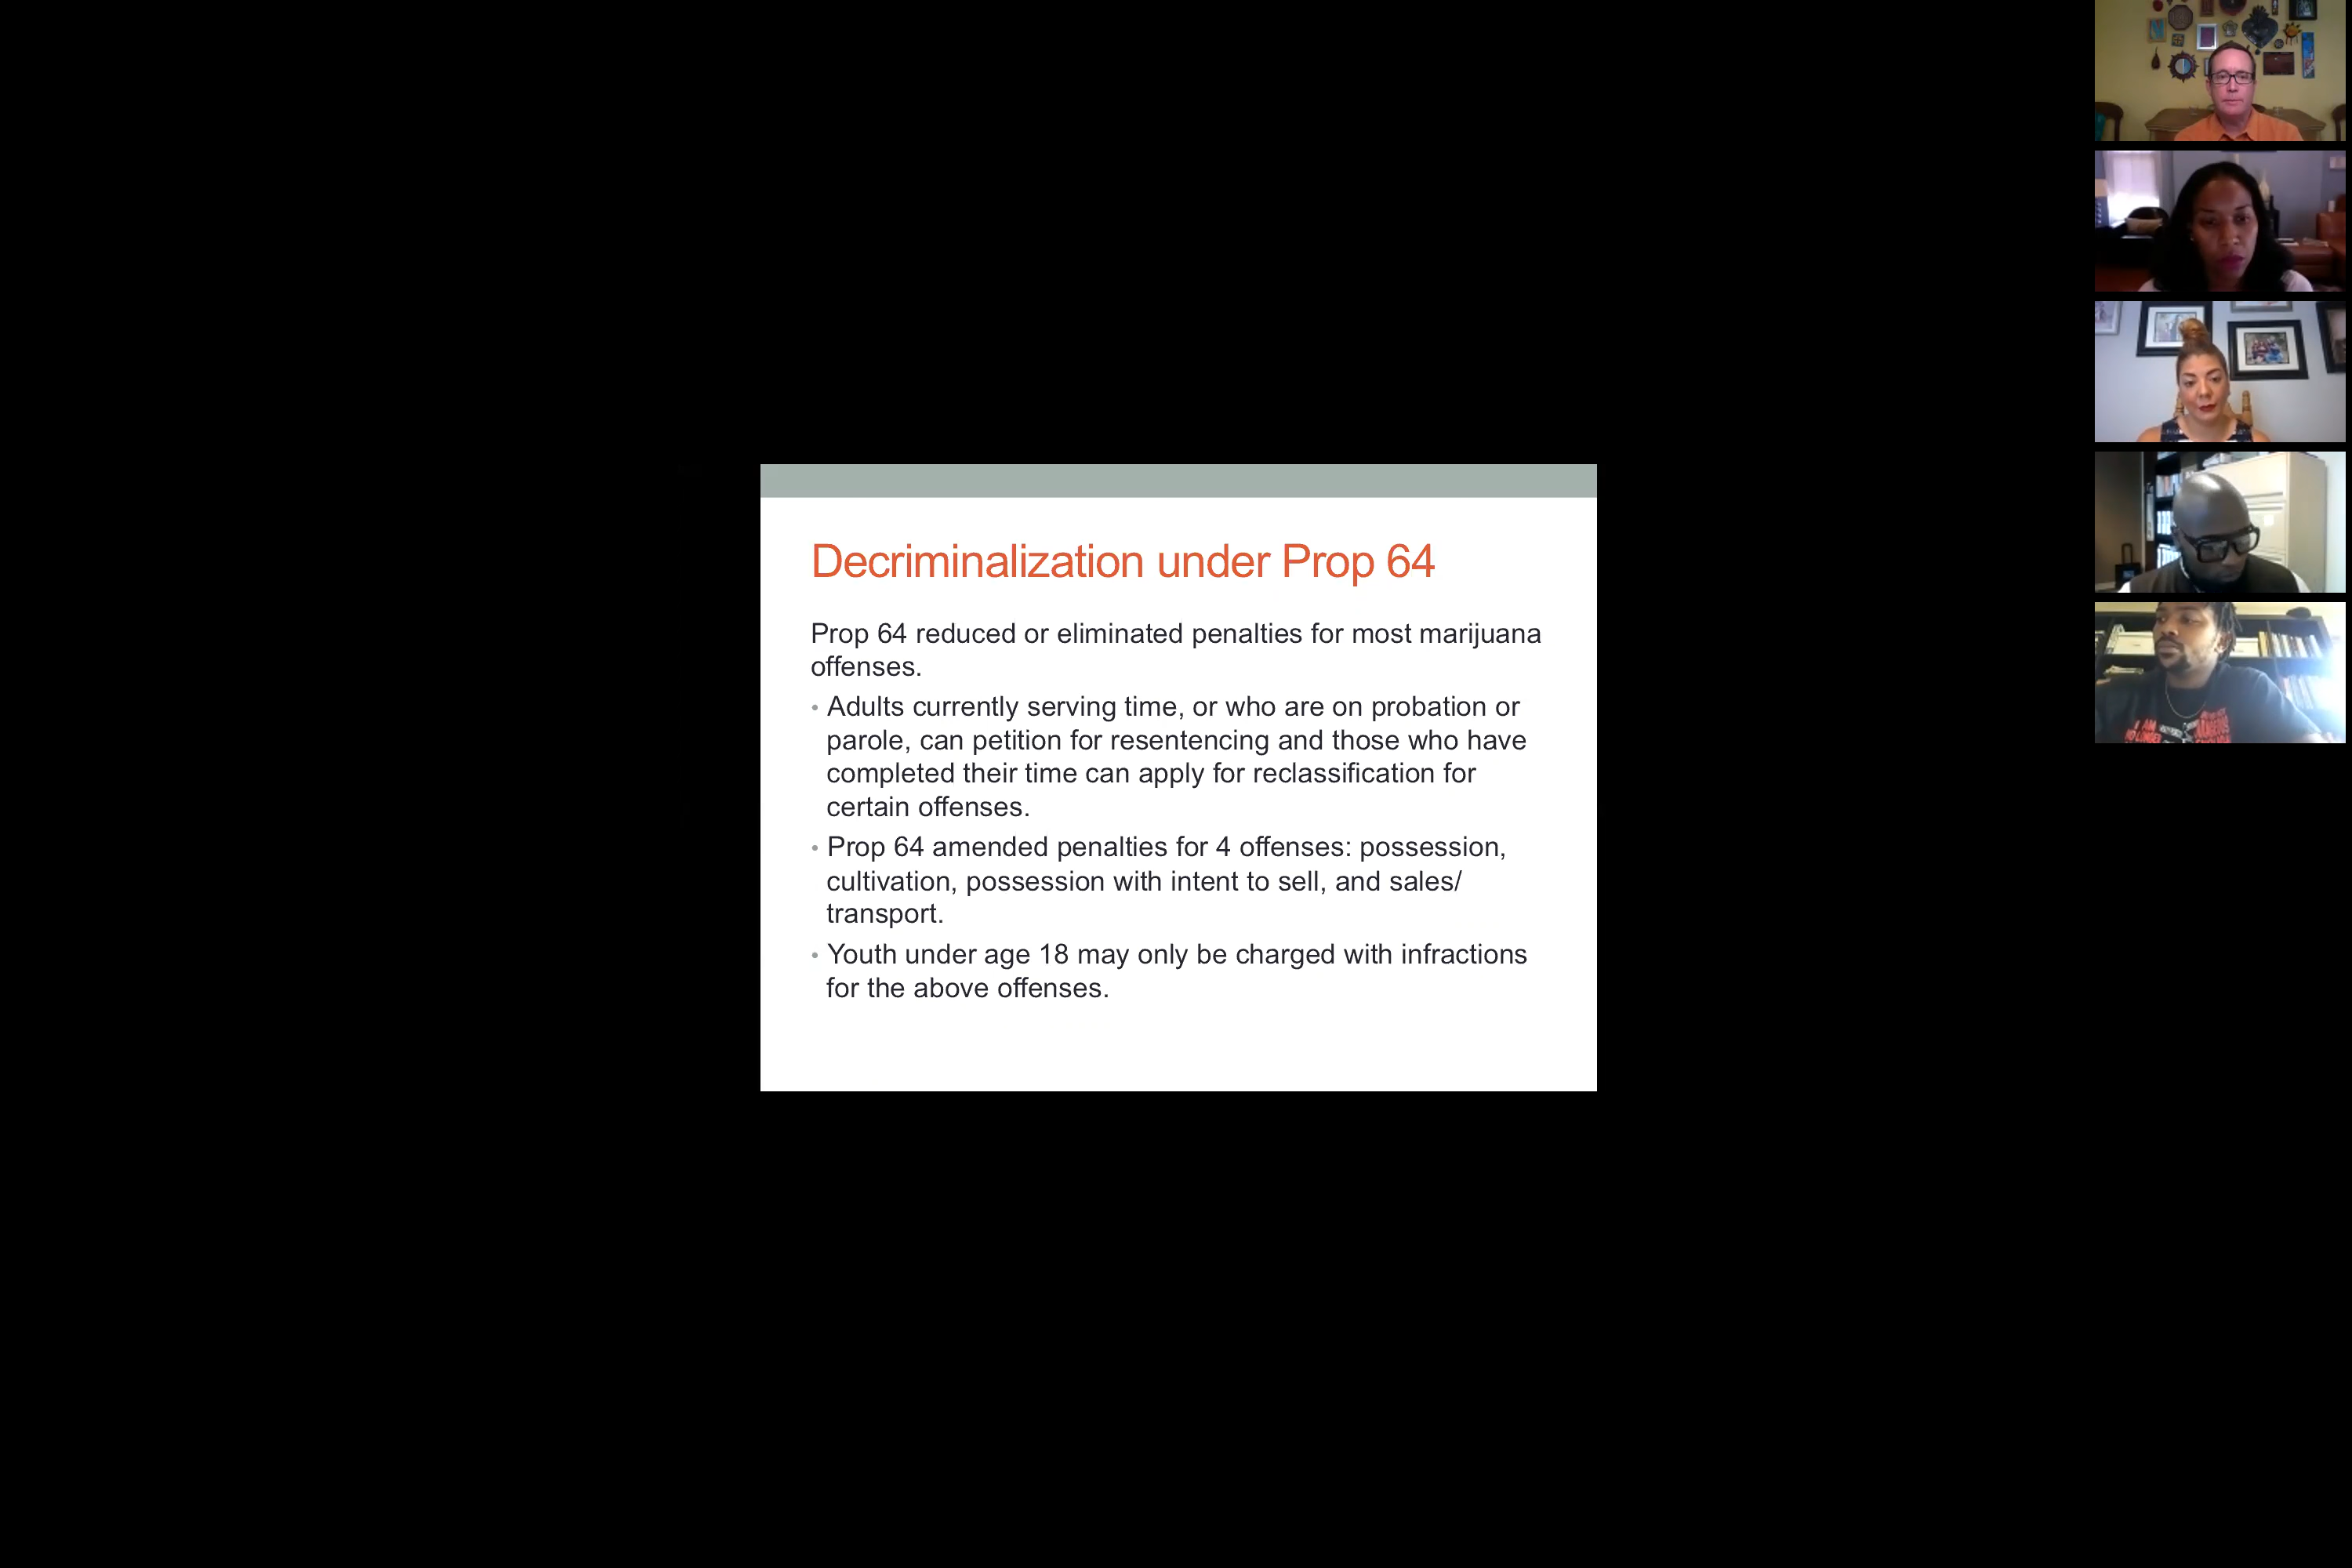 Decriminalization under Prop 64
Prop 64 reduced or eliminated penalties for most marijuana
offenses.
• Adults currently serving time, or who are on probation or
parole, can petition for resentencing and those who have
completed their time can apply for reclassification for
certain offenses.
• Prop 64 amended penalties for 4 offenses: possession,
cultivation, possession with intent to sell, and sales/
transport.
• Youth under age 18 may only be charged with infractions
for the above offenses.
I AM